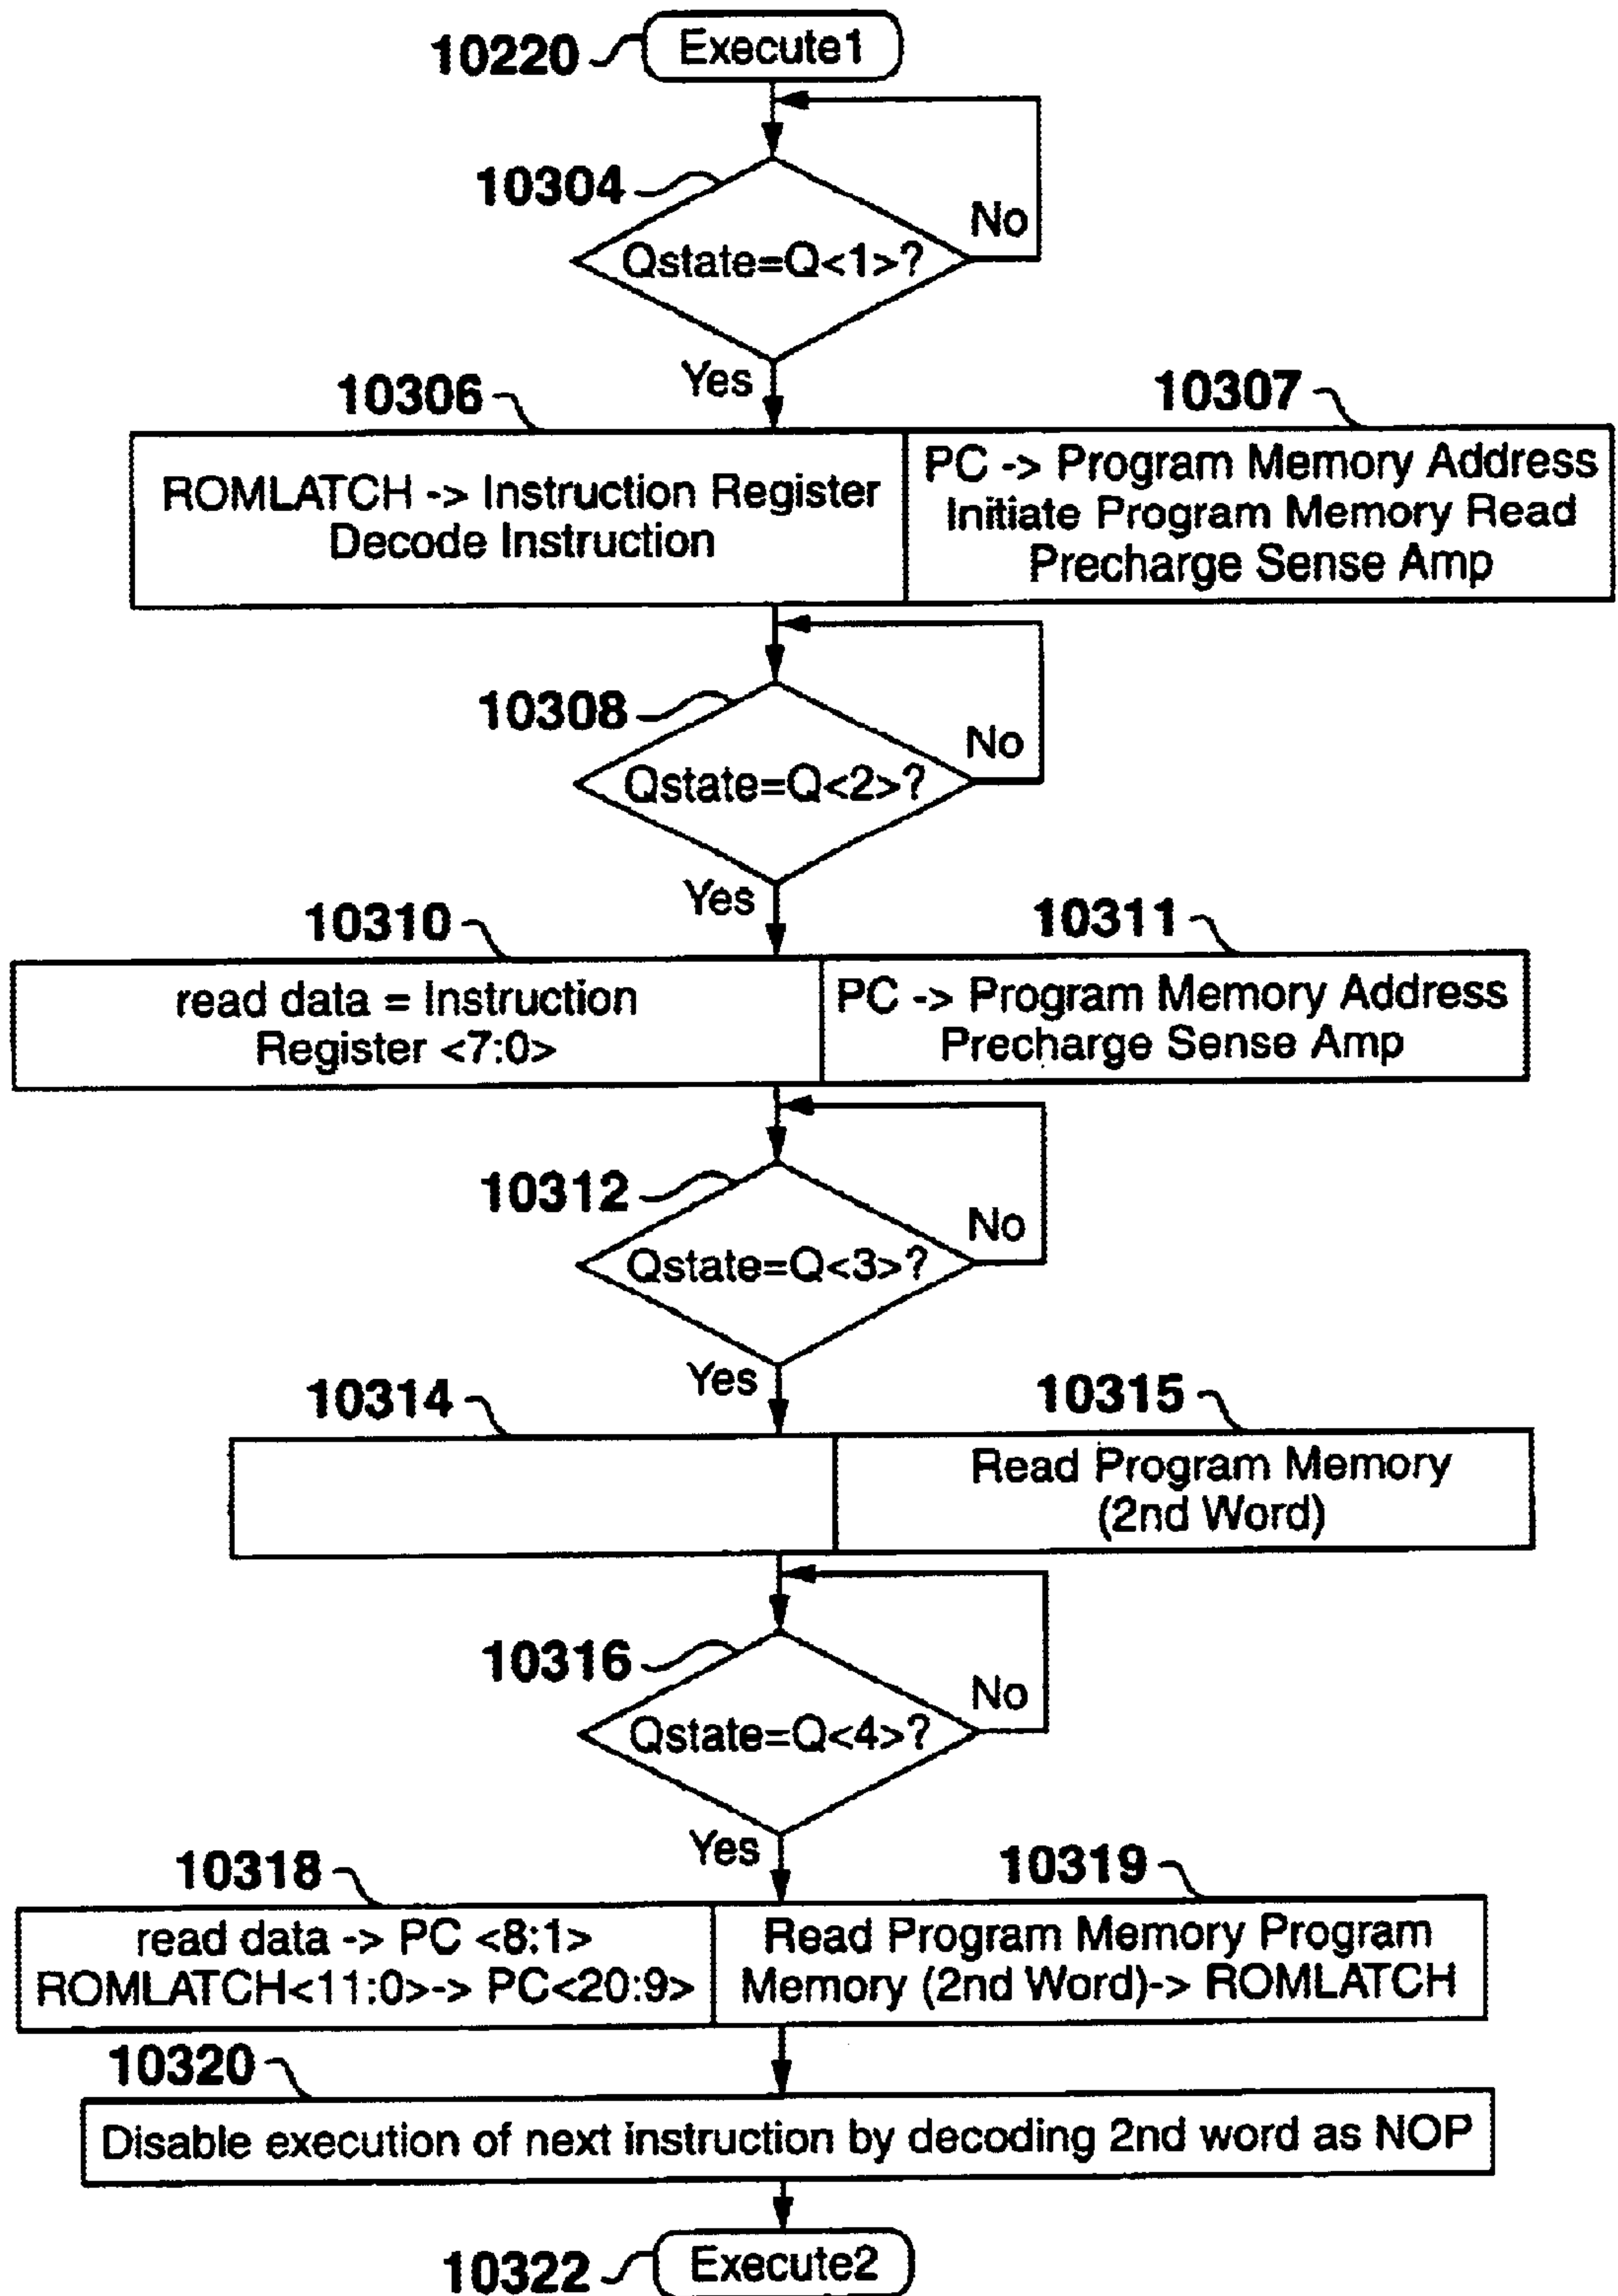 10220
Execute1
10304
No
Qstate=Q<1>?
Yes
10306
10307
ROMLATCH -> Instruction Register
Decode Instruction
PC -> Program Memory Address
Initiate Program Memory Read
Precharge Sense Amp
10308
No
Qstate=Q<2>?
Yes
10310
10311
read data = Instruction
Register <7:0>
PC -> Program Memory Address
Precharge Sense Amp
10312
No
Qstate=Q<3>?
Yes
10314
10315
Read Program Memory
(2nd Word)
10316
No
Qstate=Q<4>?
Yes
10318
10319
read data -> PC <8:1>
ROMLATCH<11:0>-> PC<20:9>
Read Program Memory Program
Memory (2nd Word)-> ROMLATCH
10320
Disable execution of next instruction by decoding 2nd word as NOP
10322
Execute2